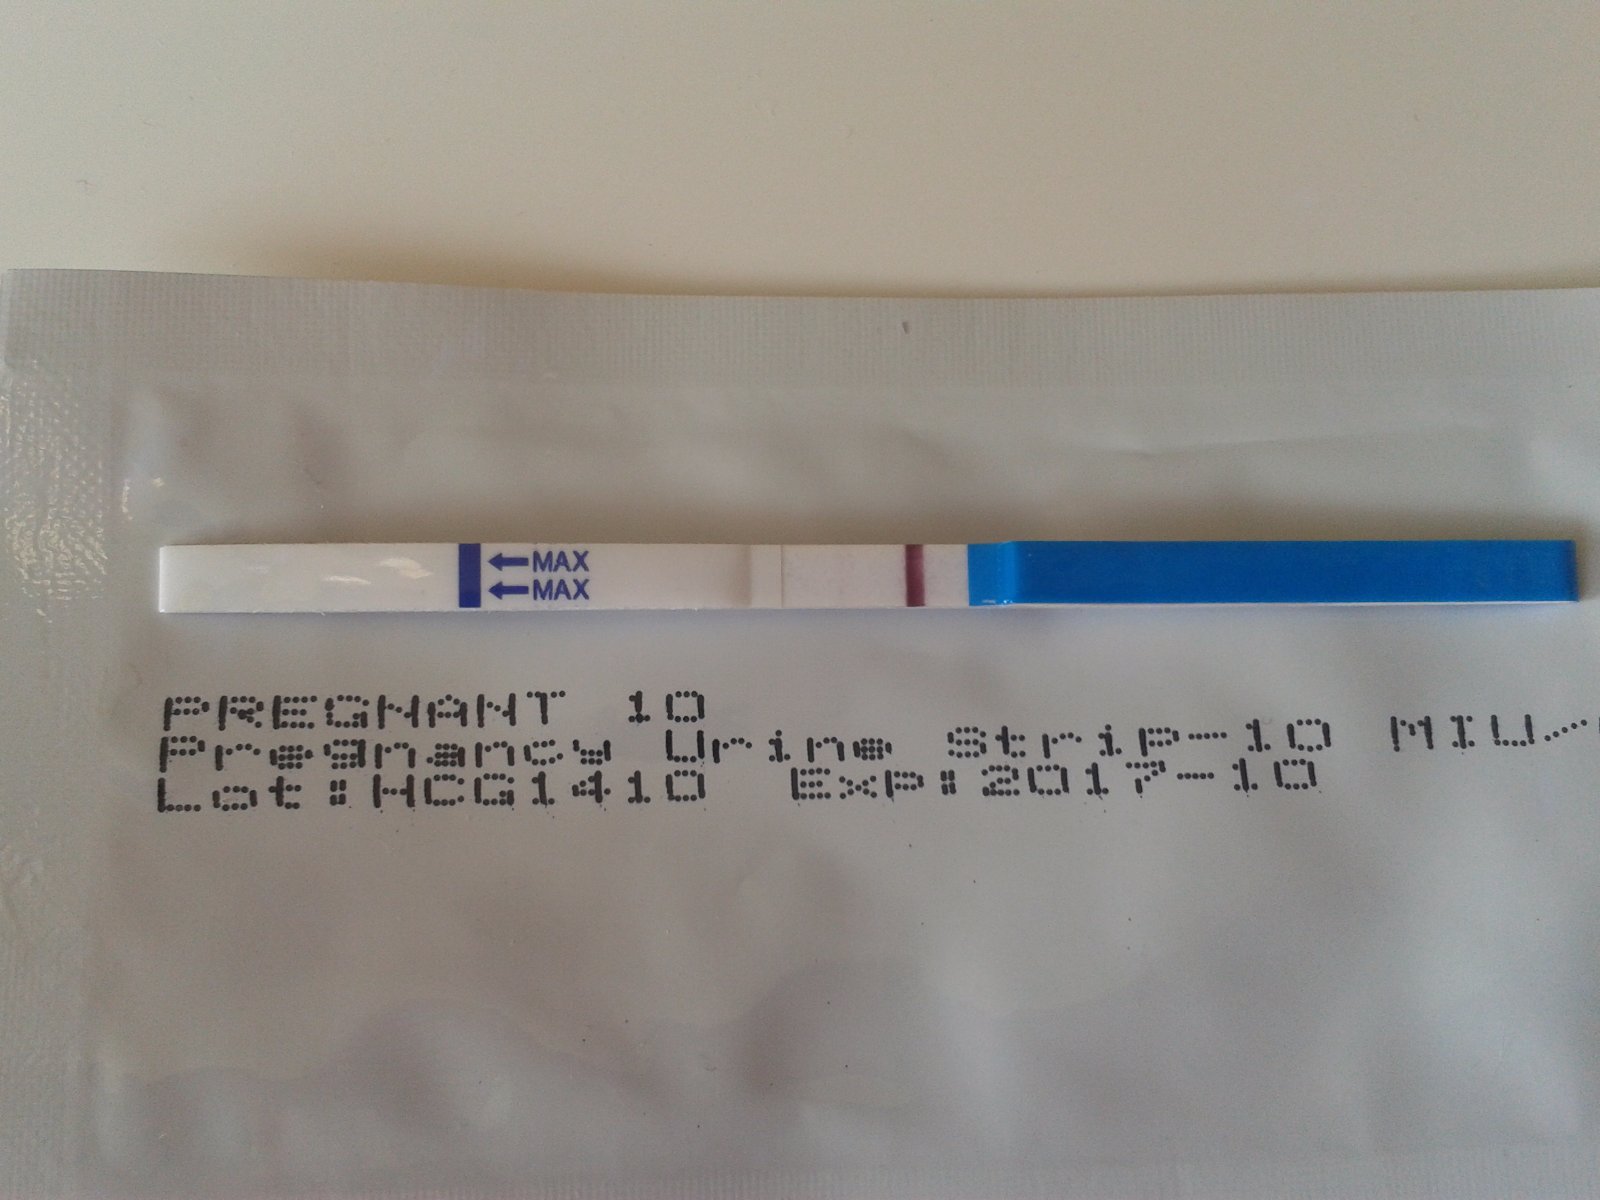 MAX
MAX
PREGNANT 10
Pregnancy Urine Strip-10 MIU/
Lot:HCG1410 Exp:2017-10